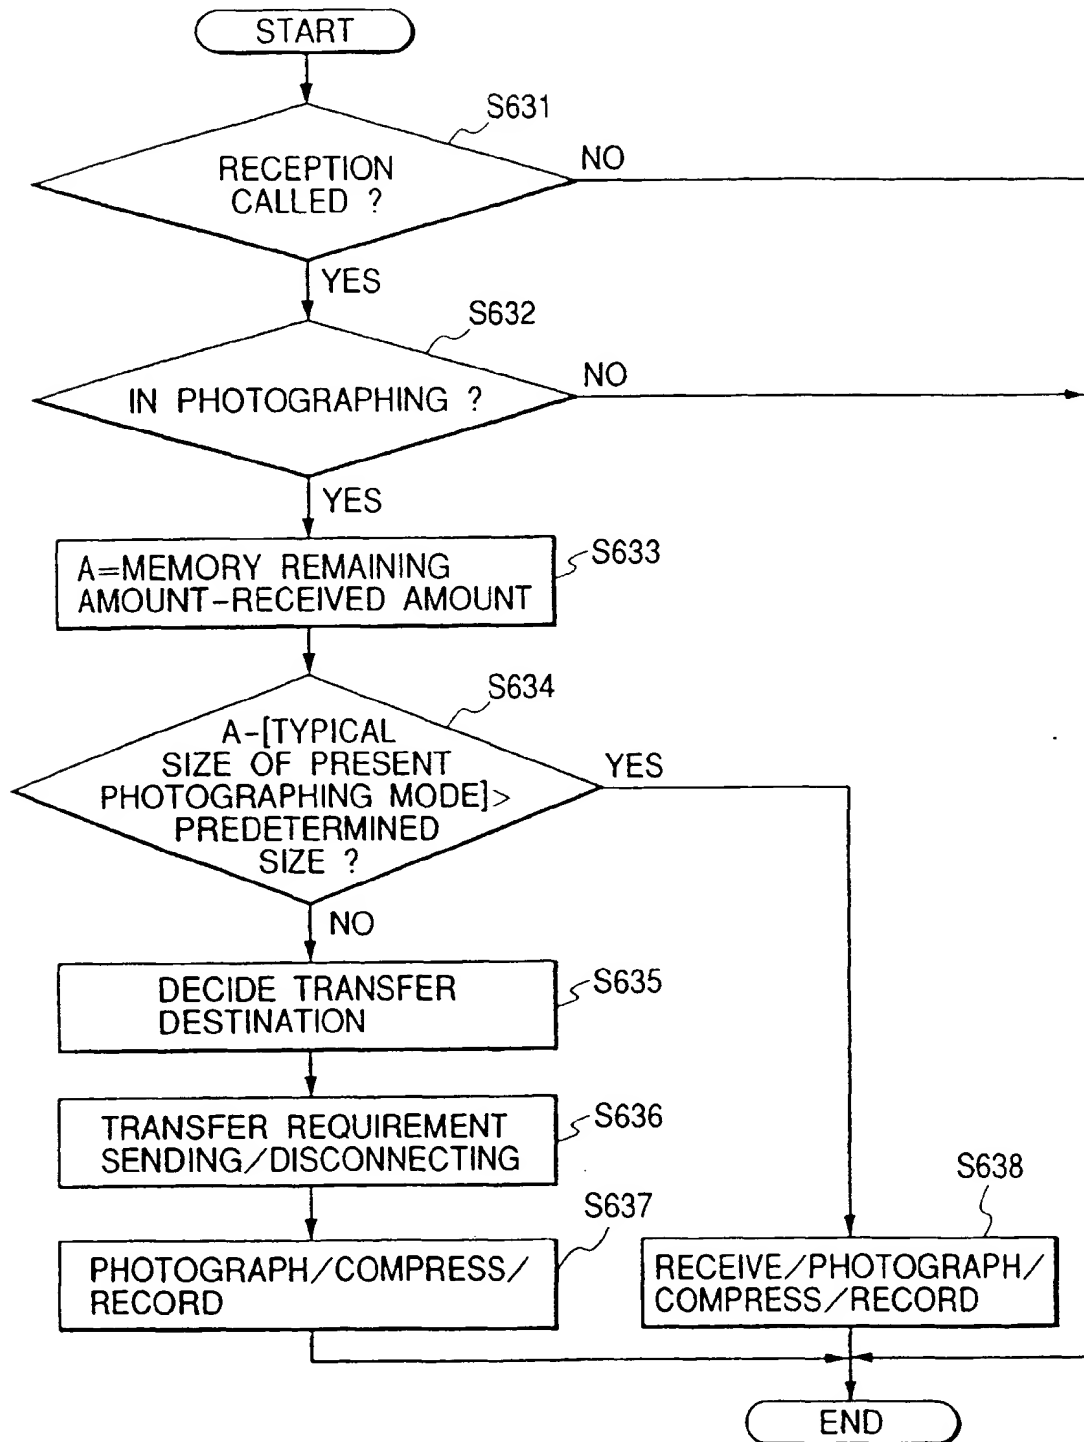 START
S631
RECEPTION
CALLED ?
NO
YES
S632
IN PHOTOGRAPHING ?
NO
YES
S633
A=MEMORY REMAINING
AMOUNT-RECEIVED AMOUNT
S634
A-[TYPICAL
SIZE OF PRESENT
PHOTOGRAPHING MODE]>
PREDETERMINED
SIZE ?
YES
NO
S635
DECIDE TRANSFER
DESTINATION
S636
TRANSFER REQUIREMENT
SENDING/DISCONNECTING
S637
PHOTOGRAPH/COMPRESS/
RECORD
S638
RECEIVE/PHOTOGRAPH/
COMPRESS/RECORD
END